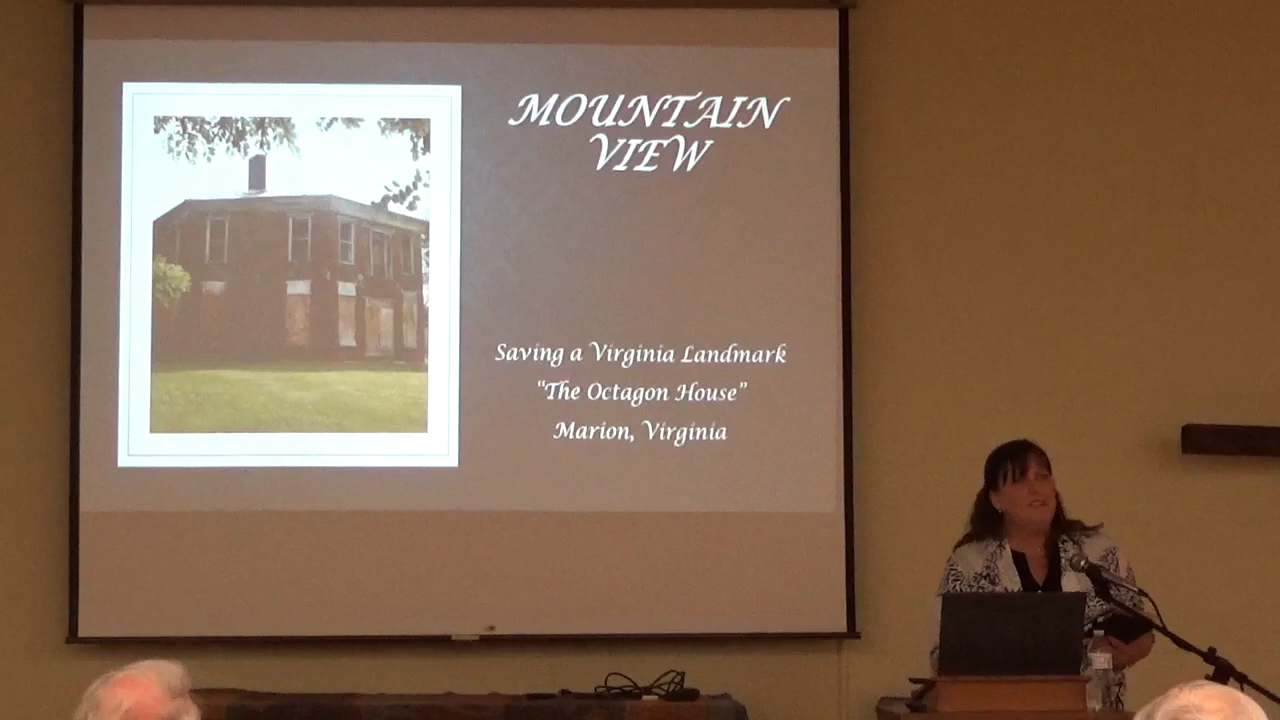 MOUNTAIN
VIEW
Saving a Virginia Landmark
“The Octagon House”
Marion, Virginia